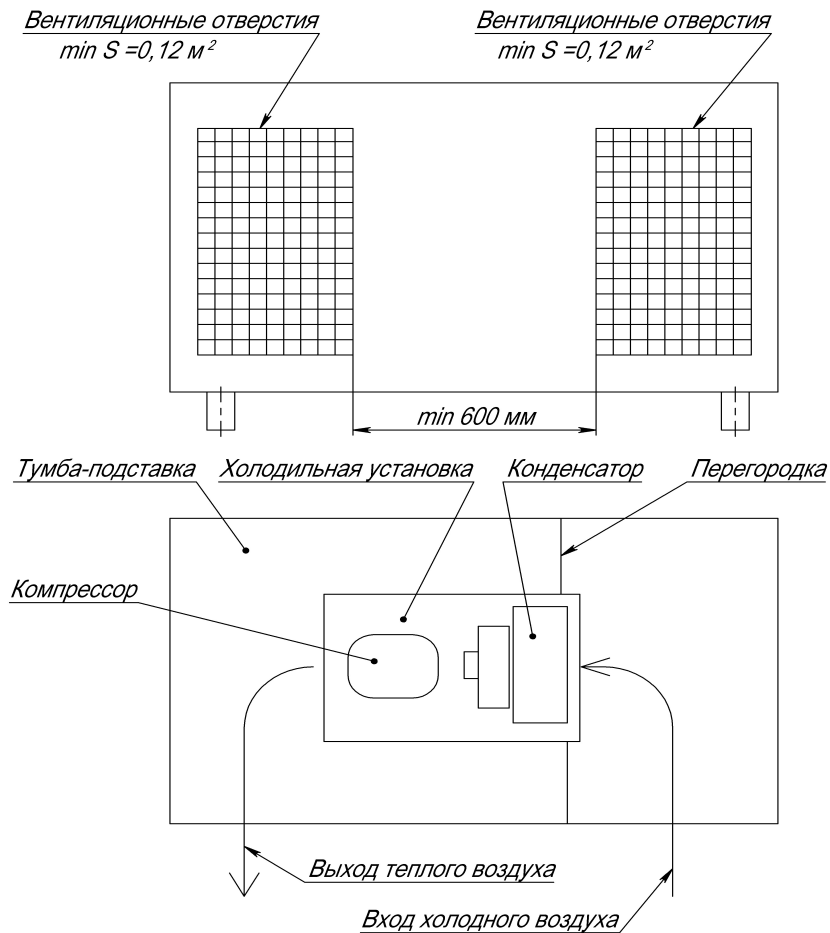 Вентиляционные отверстия
min S =0,12 м²
Вентиляционные отверстия
min S =0,12 м²
min 600 мм
Тумба-подставка
Холодильная установка
Конденсатор
Перегородка
Компрессор
Выход теплого воздуха
Вход холодного воздуха